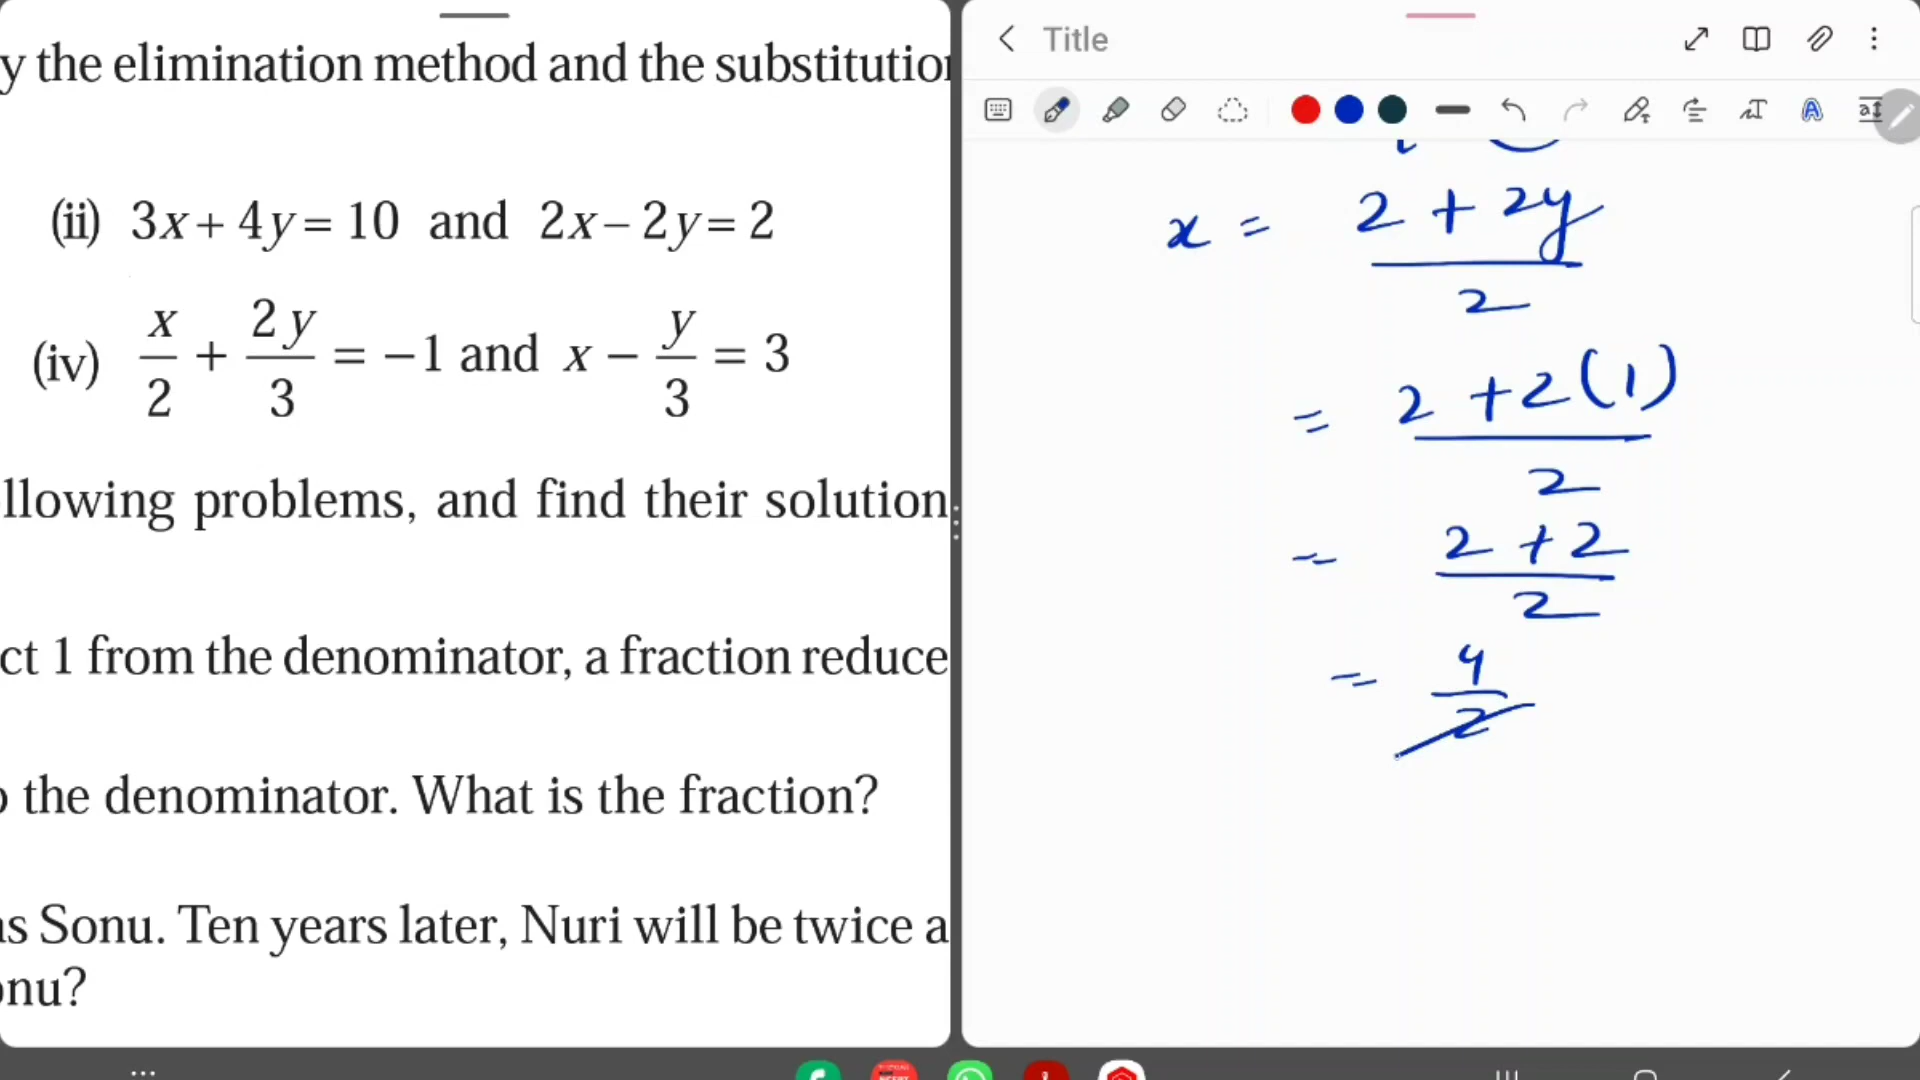 y the elimination method and the substitution
(ii) 3x + 4y = 10 and 2x – 2y = 2
(iv) x/2 + 2y/3 = –1 and x – y/3 = 3
llowing problems, and find their solution
ct 1 from the denominator, a fraction reduce
o the denominator. What is the fraction?
as Sonu. Ten years later, Nuri will be twice a
onu?
Title
x = 2 + 2y / 2
= 2 + 2(1) / 2
= 2 + 2 / 2
= 4 / 2